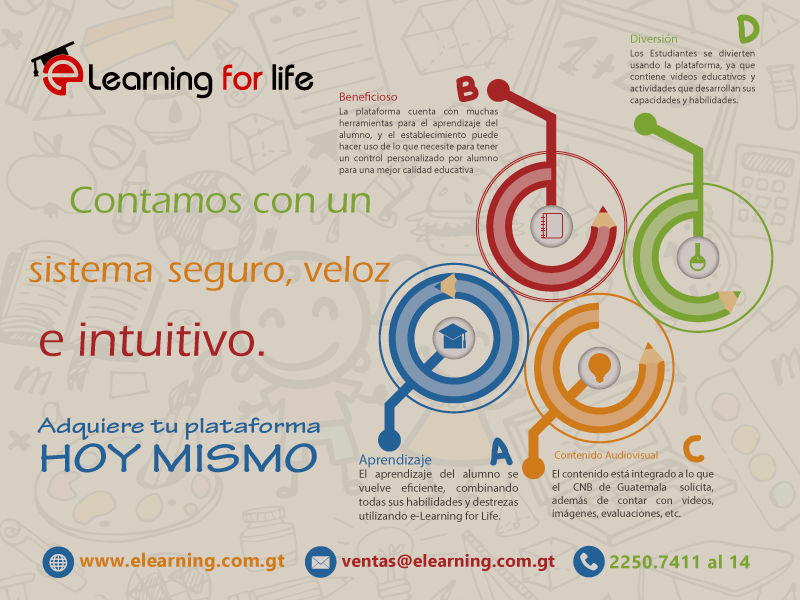 e Learning for life
Contamos con un
sistema seguro, veloz
e intuitivo.
Adquiere tu plataforma
HOY MISMO
B
Beneficioso
La plataforma cuenta con muchas
herramientas para el aprendizaje del
alumno, y el establecimiento puede
hacer uso de lo que necesite para tener
un control personalizado por alumno
para una mejor calidad educativa
D
Diversión
Los Estudiantes se divierten
usando la plataforma, ya que
contiene videos educativos y
actividades que desarrollan sus
capacidades y habilidades.
A
Aprendizaje
El aprendizaje del alumno se
vuelve eficiente, combinando
todas sus habilidades y destrezas
utilizando e-Learning for Life.
C
Contenido Audiovisual
El contenido está integrado a lo que
el CNB de Guatemala solicita,
además de contar con videos,
imágenes, evaluaciones, etc.
www.elearning.com.gt
ventas@elearning.com.gt
2250.7411 al 14